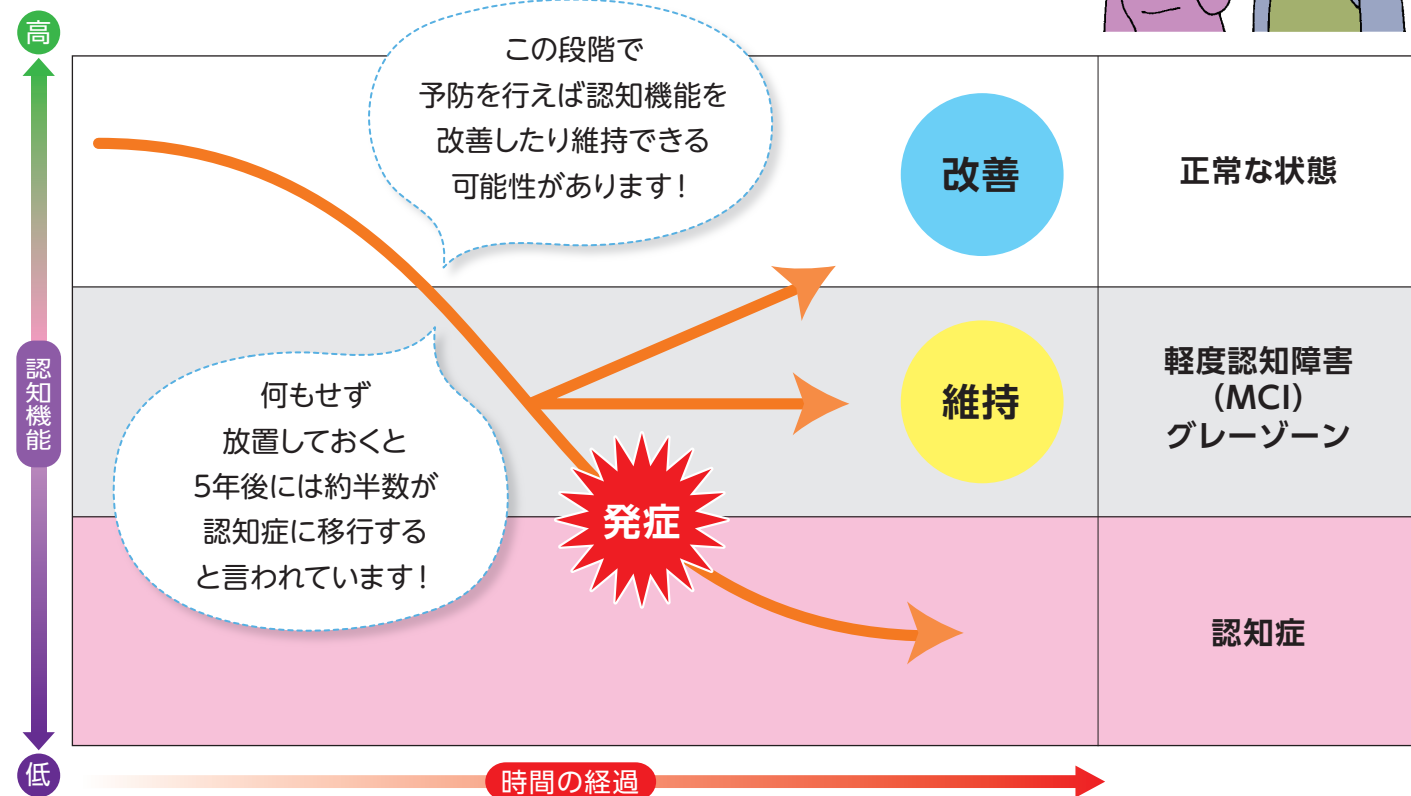 高
この段階で
予防を行えば認知機能を
改善したり維持できる
可能性があります！
改善
正常な状態
認知機能
何もせず
放置しておくと
5年後には約半数が
認知症に移行する
と言われています！
維持
軽度認知障害
（MCI）
グレーゾーン
発症
認知症
低
時間の経過